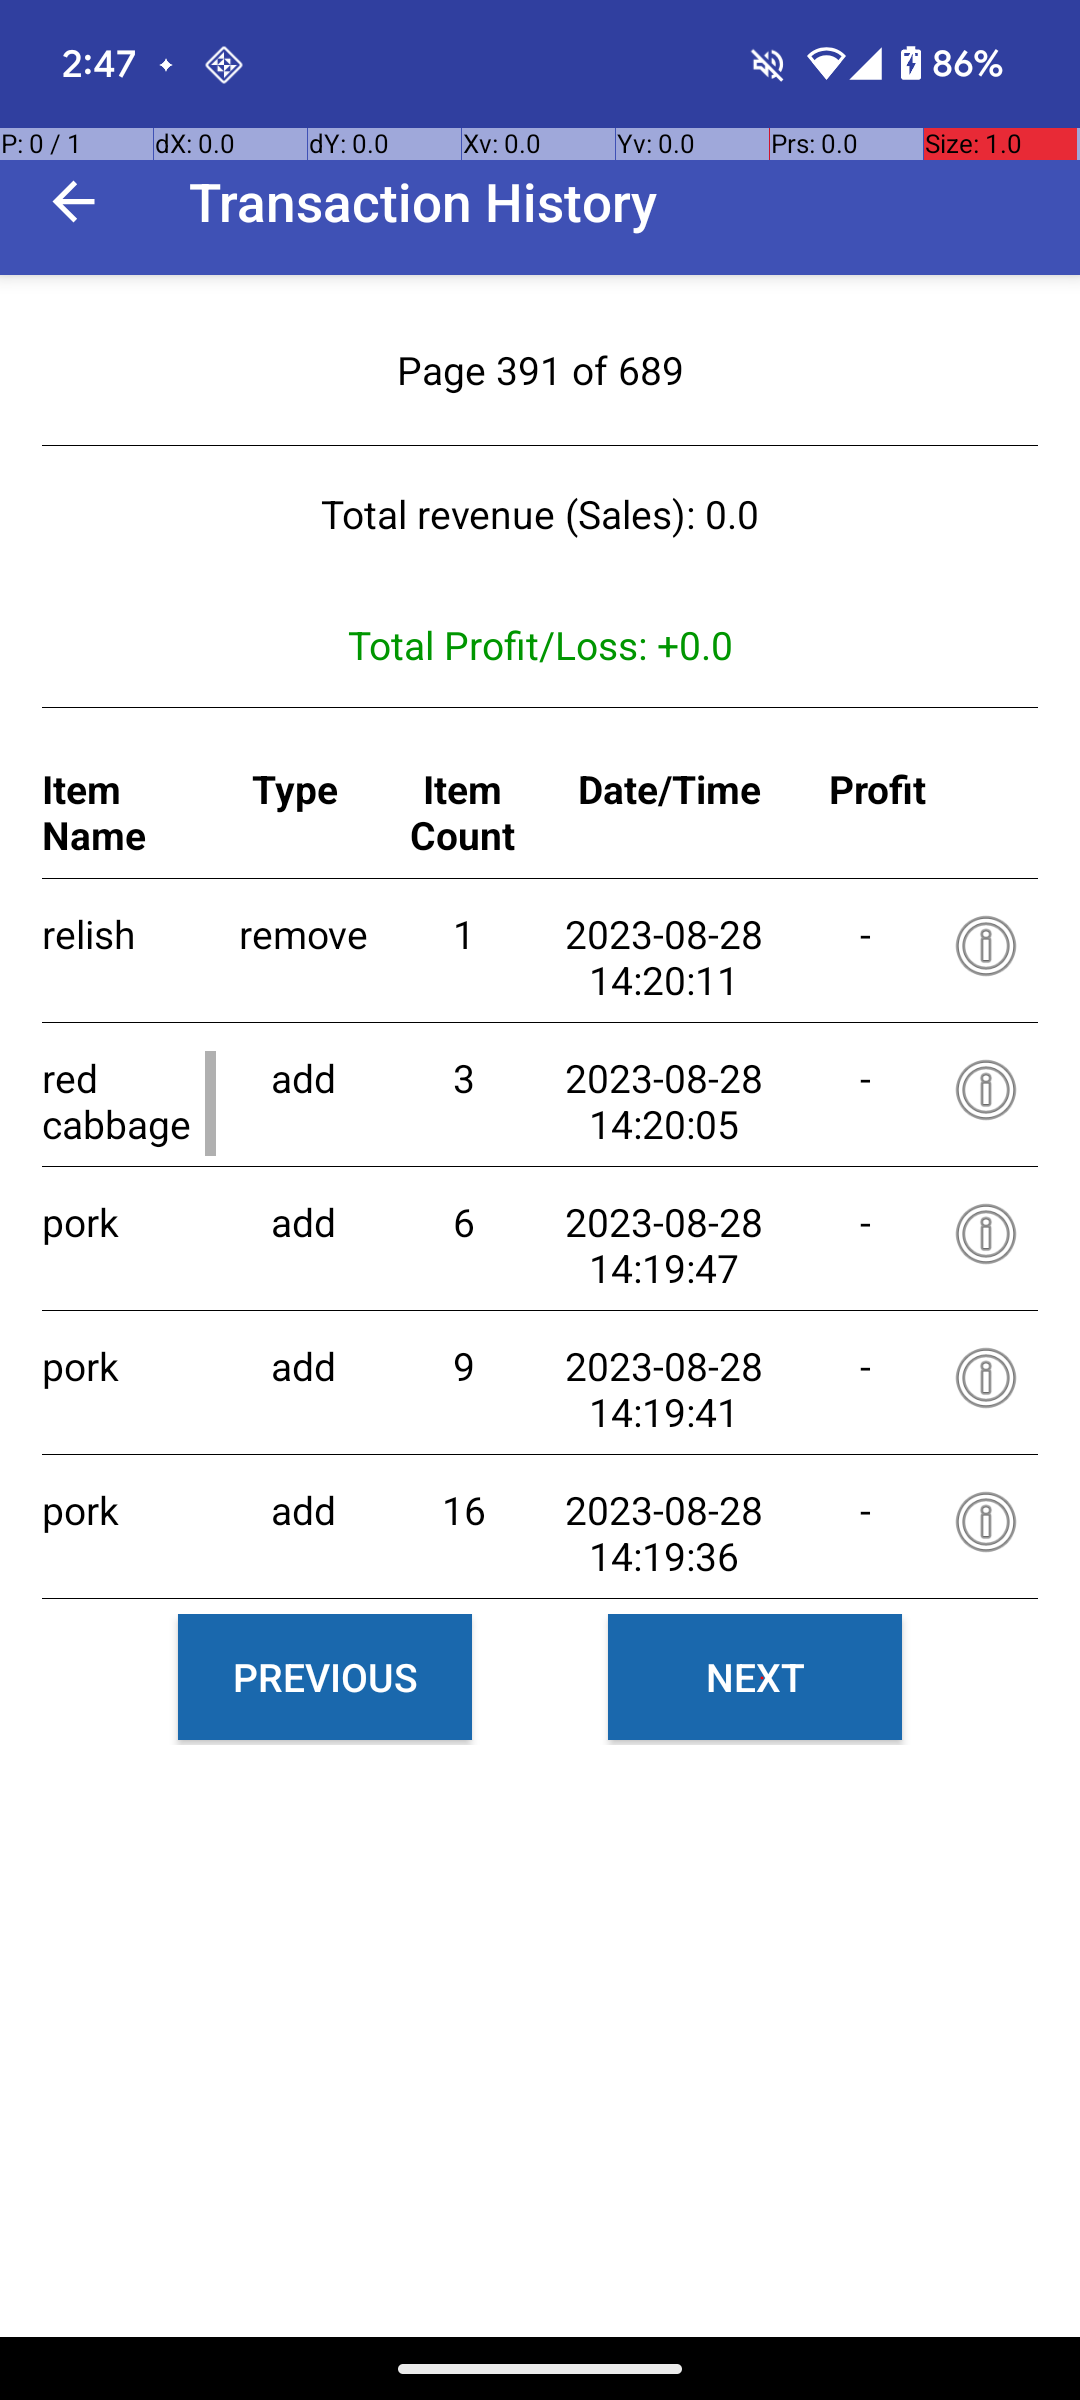 2:47
86%
P: 0 / 1 dX: 0.0 dY: 0.0 Xv: 0.0 Yv: 0.0 Prs: 0.0 Size: 1.0
Transaction History
Page 391 of 689
Total revenue (Sales): 0.0
Total Profit/Loss: +0.0
Item Name Type Item Count Date/Time Profit
relish remove 1 2023-08-28 14:20:11 -
red cabbage add 3 2023-08-28 14:20:05 -
pork add 6 2023-08-28 14:19:47 -
pork add 9 2023-08-28 14:19:41 -
pork add 16 2023-08-28 14:19:36 -
PREVIOUS NEXT